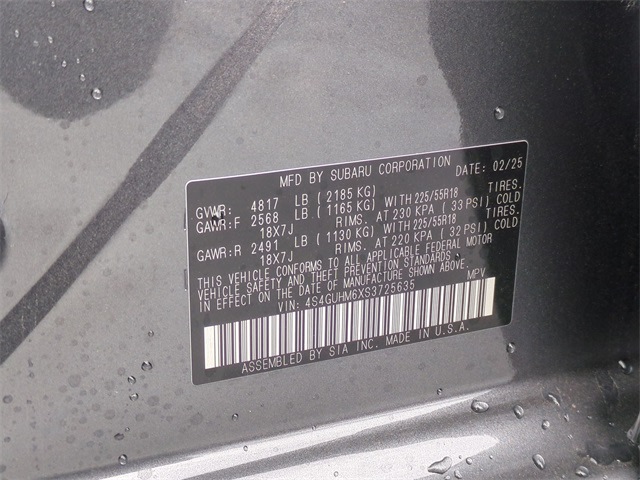 MFD BY SUBARU CORPORATION DATE: 02/25
GVWR: 4817 LB (2185 KG)
GAWR:F 2568 LB (1165 KG) WITH 225/55R18 TIRES.
18X7J RIMS. AT 230 KPA (33 PSI) COLD
GAWR:R 2491 LB (1130 KG) WITH 225/55R18 TIRES.
18X7J RIMS. AT 220 KPA (32 PSI) COLD
THIS VEHICLE CONFORMS TO ALL APPLICABLE FEDERAL MOTOR
VEHICLE SAFETY AND THEFT PREVENTION STANDARDS
IN EFFECT ON THE DATE OF MANUFACTURE SHOWN ABOVE.
VIN: 4S4GUHM6XS3725635 MPV
ASSEMBLED BY SIA INC. MADE IN U.S.A.